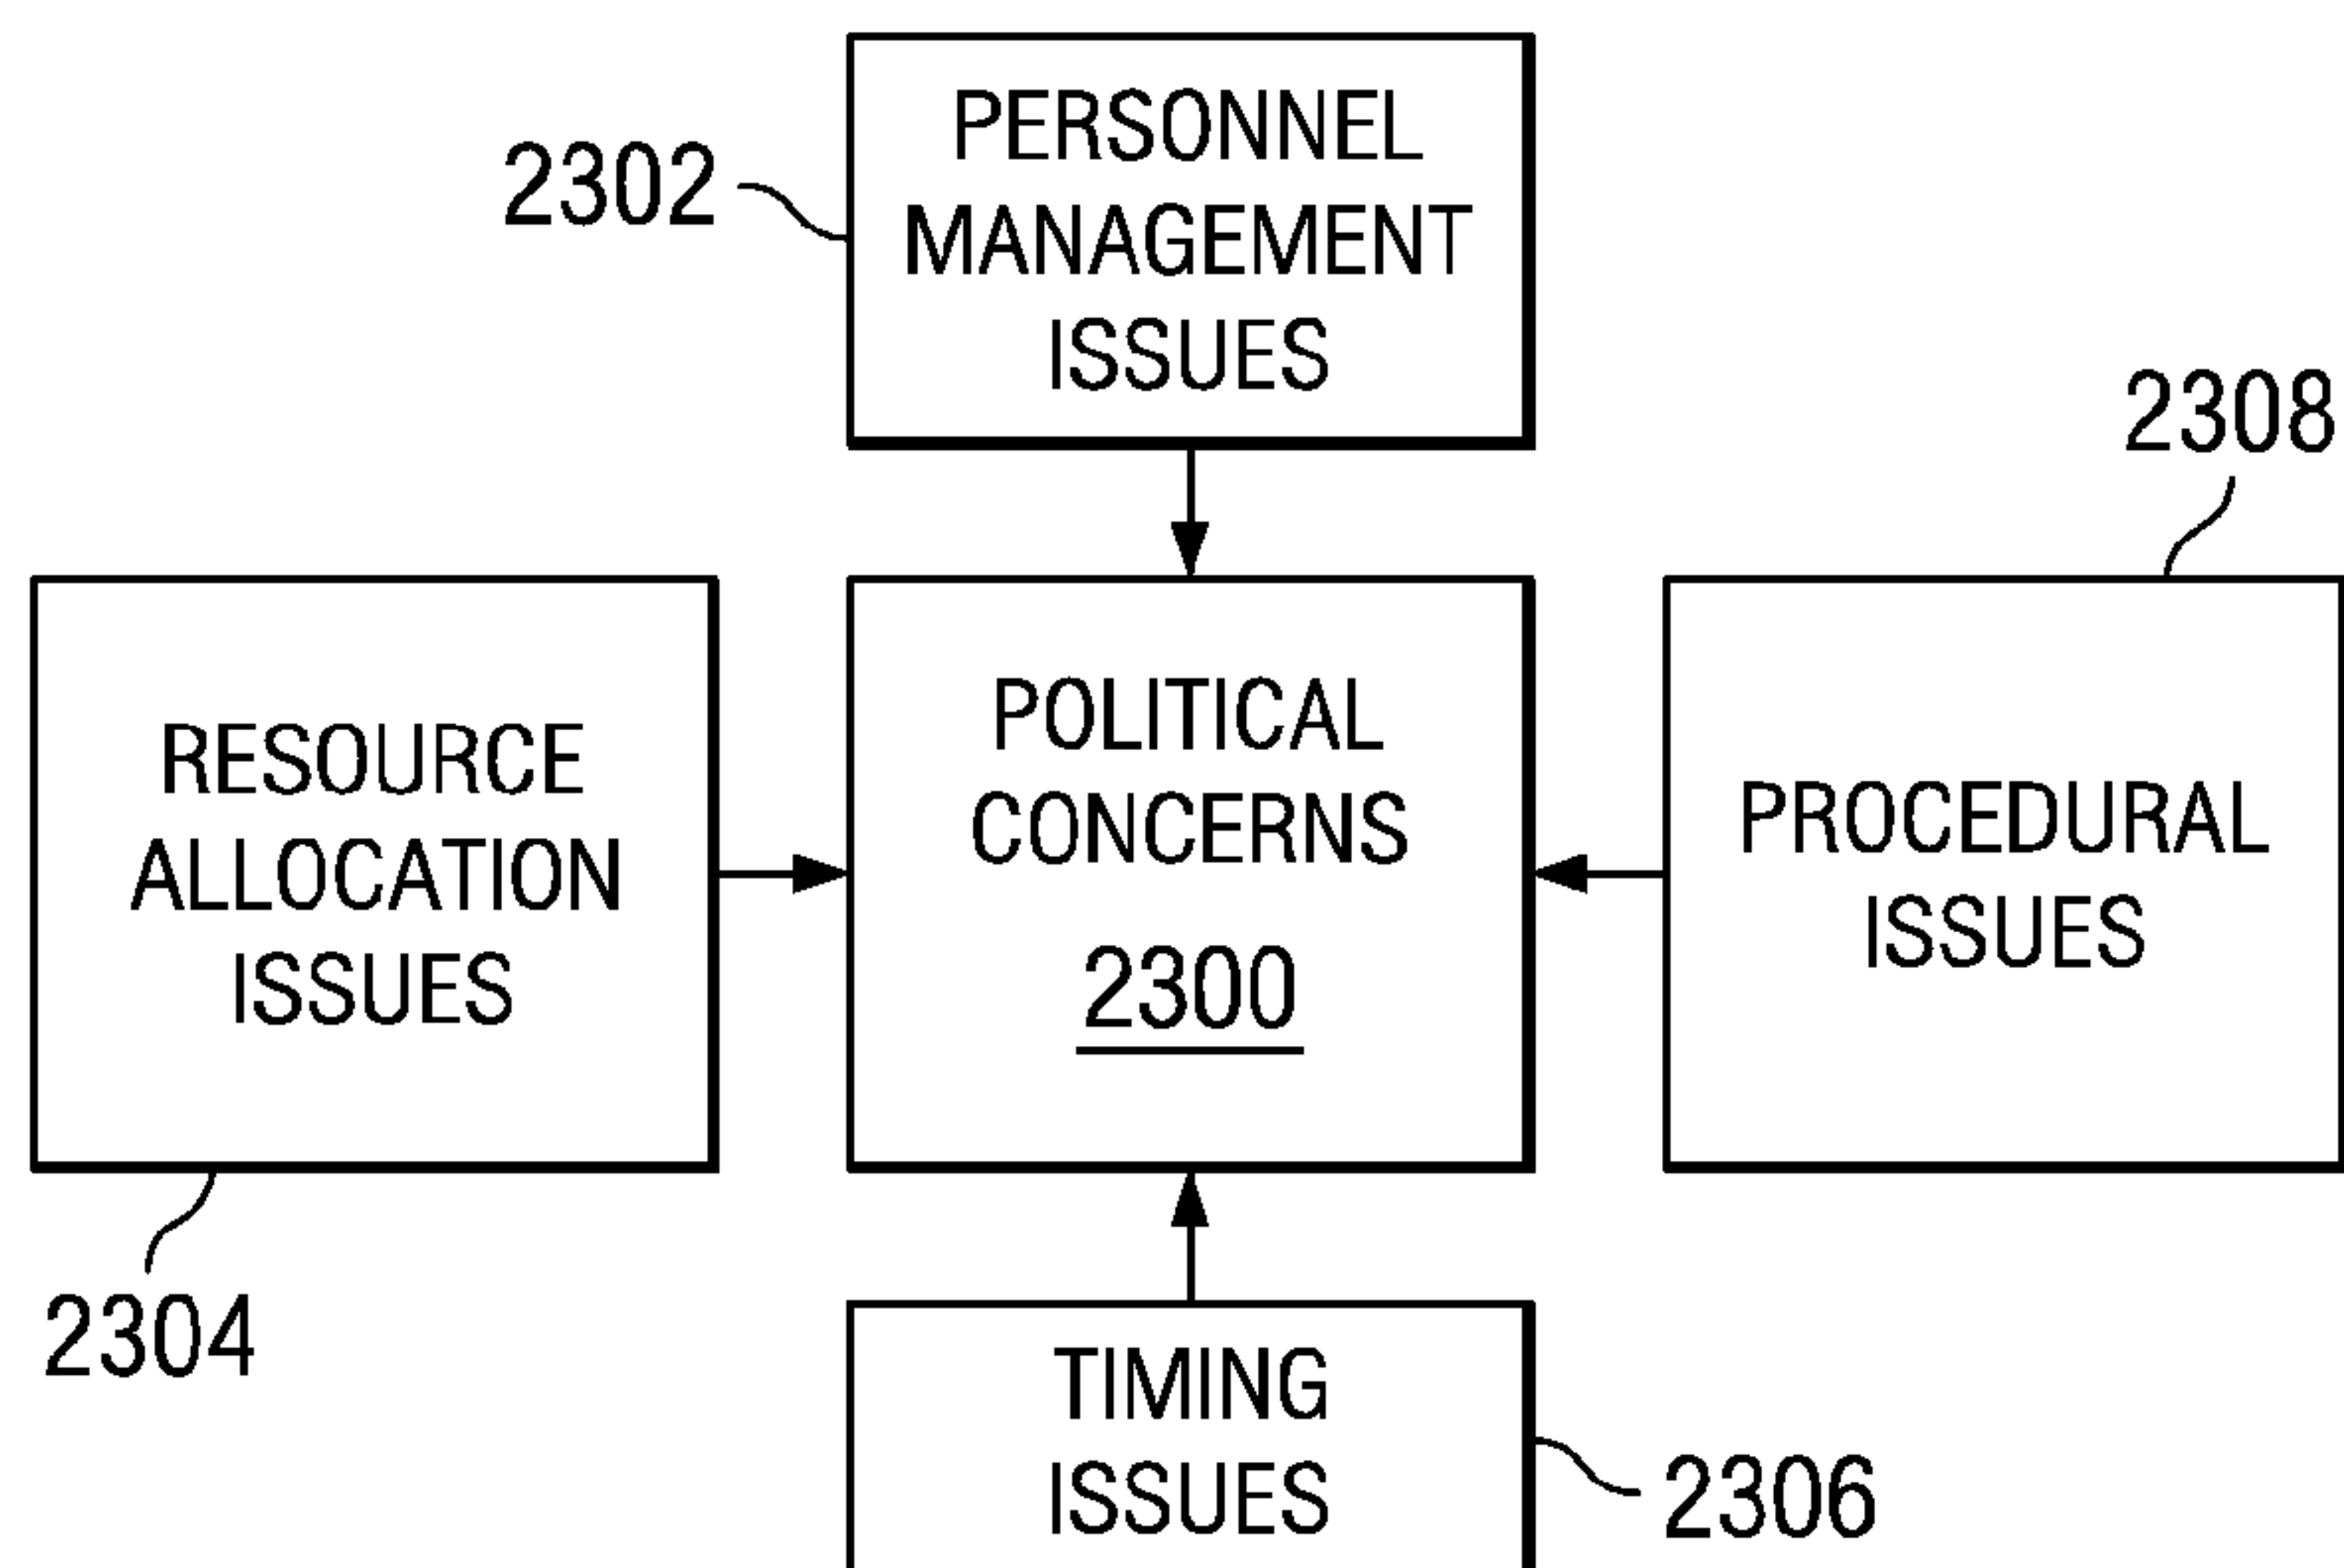 PERSONNEL
MANAGEMENT
ISSUES
2302
2308
RESOURCE
ALLOCATION
ISSUES
2304
POLITICAL
CONCERNS
2300
PROCEDURAL
ISSUES
TIMING
ISSUES
2306